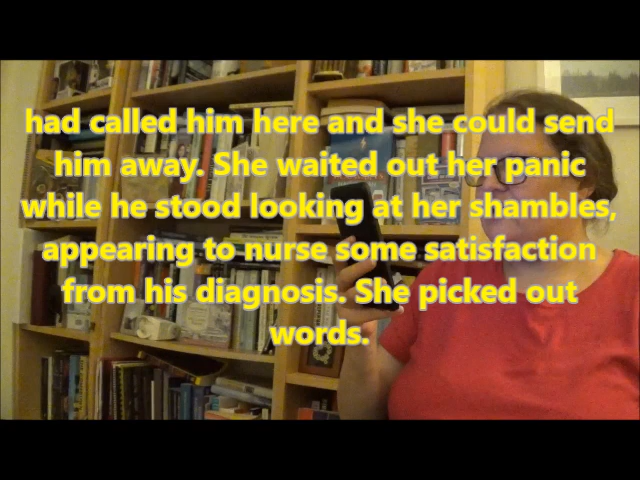 had called him here and she could send
him away. She waited out her panic
while he stood looking at her shambles,
appearing to nurse some satisfaction
from his diagnosis. She picked out
words.